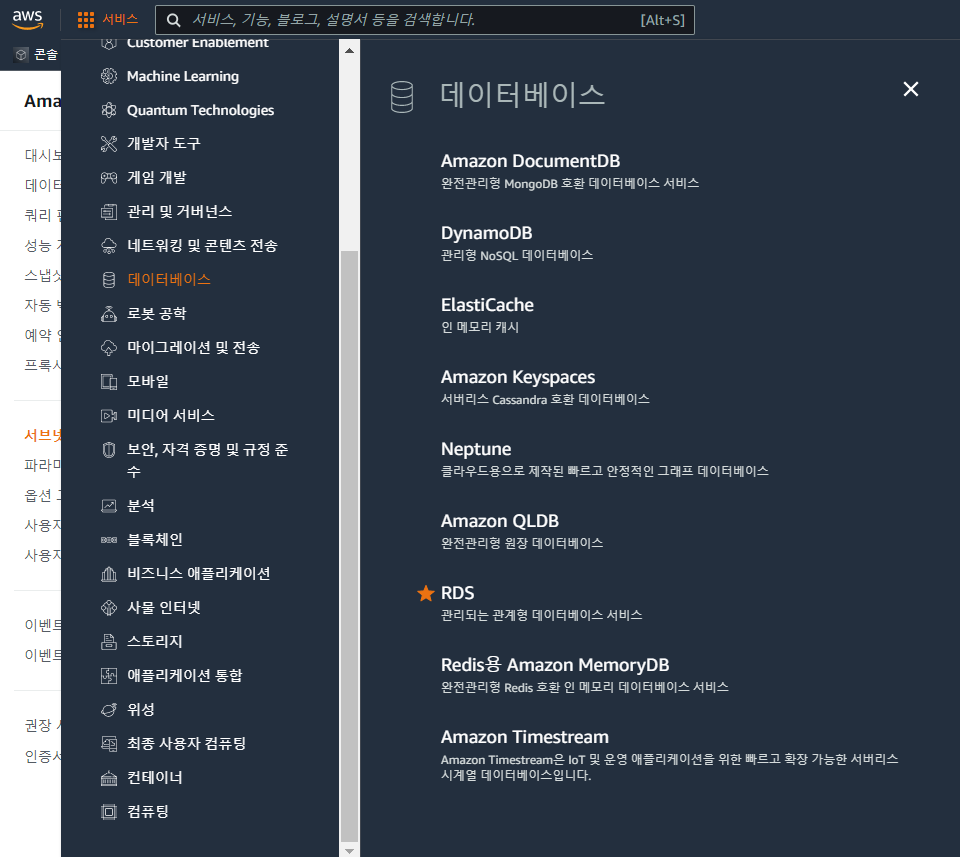 aws
서비스
서비스, 기능, 블로그, 설명서 등을 검색합니다.
[Alt+S]
콘솔
Ama
대시보
데이터
쿼리
성능
스냅샷
자동
예약
프록시
서브넷
파라미
옵션
사용자
사용자
이벤트
이벤트
권장
인증서
Customer Enablement
Machine Learning
Quantum Technologies
개발자 도구
게임 개발
관리 및 거버넌스
네트워킹 및 콘텐츠 전송
데이터베이스
로봇 공학
마이그레이션 및 전송
모바일
미디어 서비스
보안, 자격 증명 및 규정 준
수
분석
블록체인
비즈니스 애플리케이션
사물 인터넷
스토리지
애플리케이션 통합
위성
최종 사용자 컴퓨팅
컨테이너
컴퓨팅
데이터베이스
Amazon DocumentDB
완전관리형 MongoDB 호환 데이터베이스 서비스
DynamoDB
관리형 NoSQL 데이터베이스
ElastiCache
인 메모리 캐시
Amazon Keyspaces
서버리스 Cassandra 호환 데이터베이스
Neptune
클라우드용으로 제작된 빠르고 안정적인 그래프 데이터베이스
Amazon QLDB
완전관리형 원장 데이터베이스
RDS
관리되는 관계형 데이터베이스 서비스
Redis용 Amazon MemoryDB
완전관리형 Redis 호환 인 메모리 데이터베이스 서비스
Amazon Timestream
Amazon Timestream은 IoT 및 운영 애플리케이션을 위한 빠르고 확장 가능한 서버리스
시계열 데이터베이스입니다.